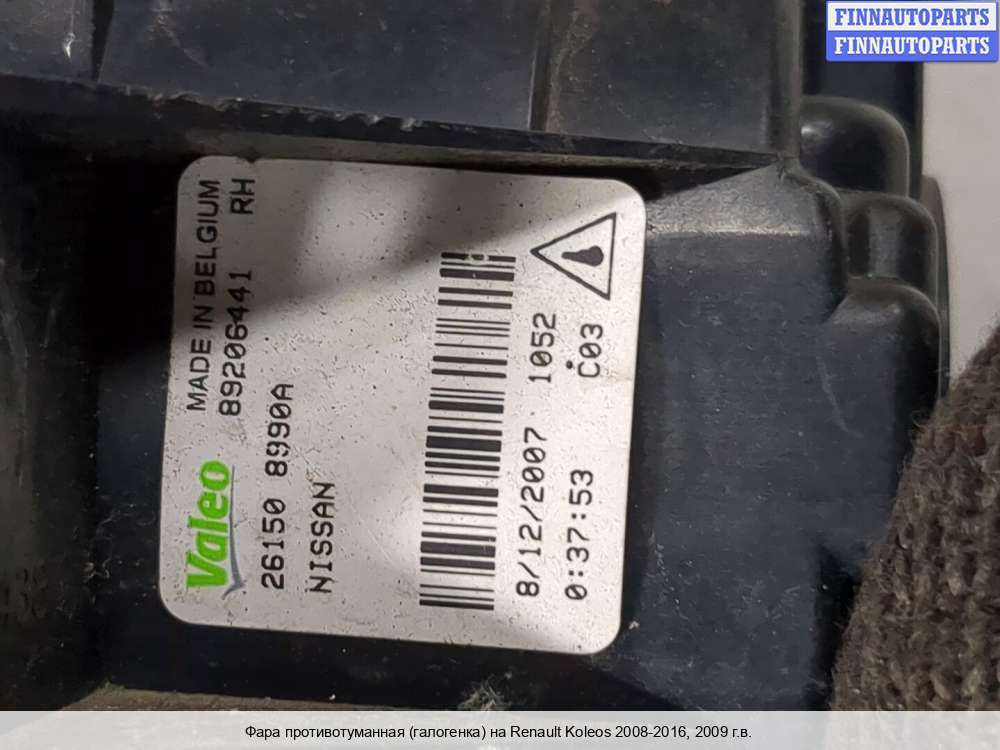 FINNAUTOPARTS
FINNAUTOPARTS
Valeo
MADE IN BELGIUM
89206441 RH
26150 8990A
NISSAN
8/12/2007 1052
0:37:53 C03
Фара противотуманная (галогенка) на Renault Koleos 2008-2016, 2009 г.в.